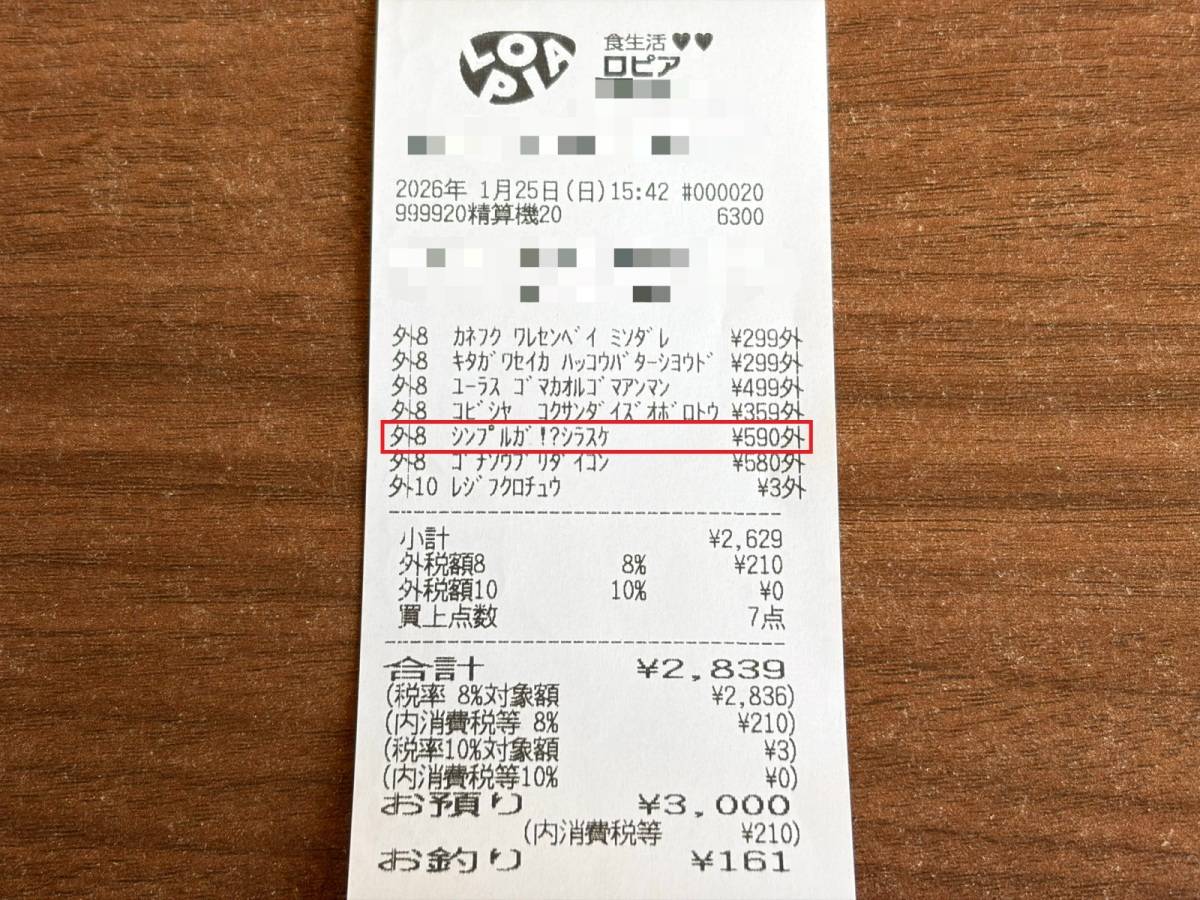 LOPIA
食生活♥♥
ロピア
2026年 1月25日(日)15:42 #000020
999920精算機20 6300
外8 カネフク ワレセンベイ ミソダレ ¥299外
外8 キタガワセイカ ハッコウバターショウド ¥299外
外8 ユーラス ゴマカオルゴマアンマン ¥499外
外8 コビシヤ コクサンダイズオボロトウ ¥359外
外8 シンプルガ!?シラスケ ¥590外
外8 ゴチソウブリダイコン ¥580外
外10 レジフクロチュウ ¥3外
小計 ¥2,629
外税額8 8% ¥210
外税額10 10% ¥0
買上点数 7点
合計 ¥2,839
(税率 8%対象額 ¥2,836)
(内消費税等 8% ¥210)
(税率10%対象額 ¥3)
(内消費税等10% ¥0)
お預り ¥3,000
(内消費税等 ¥210)
お釣り ¥161